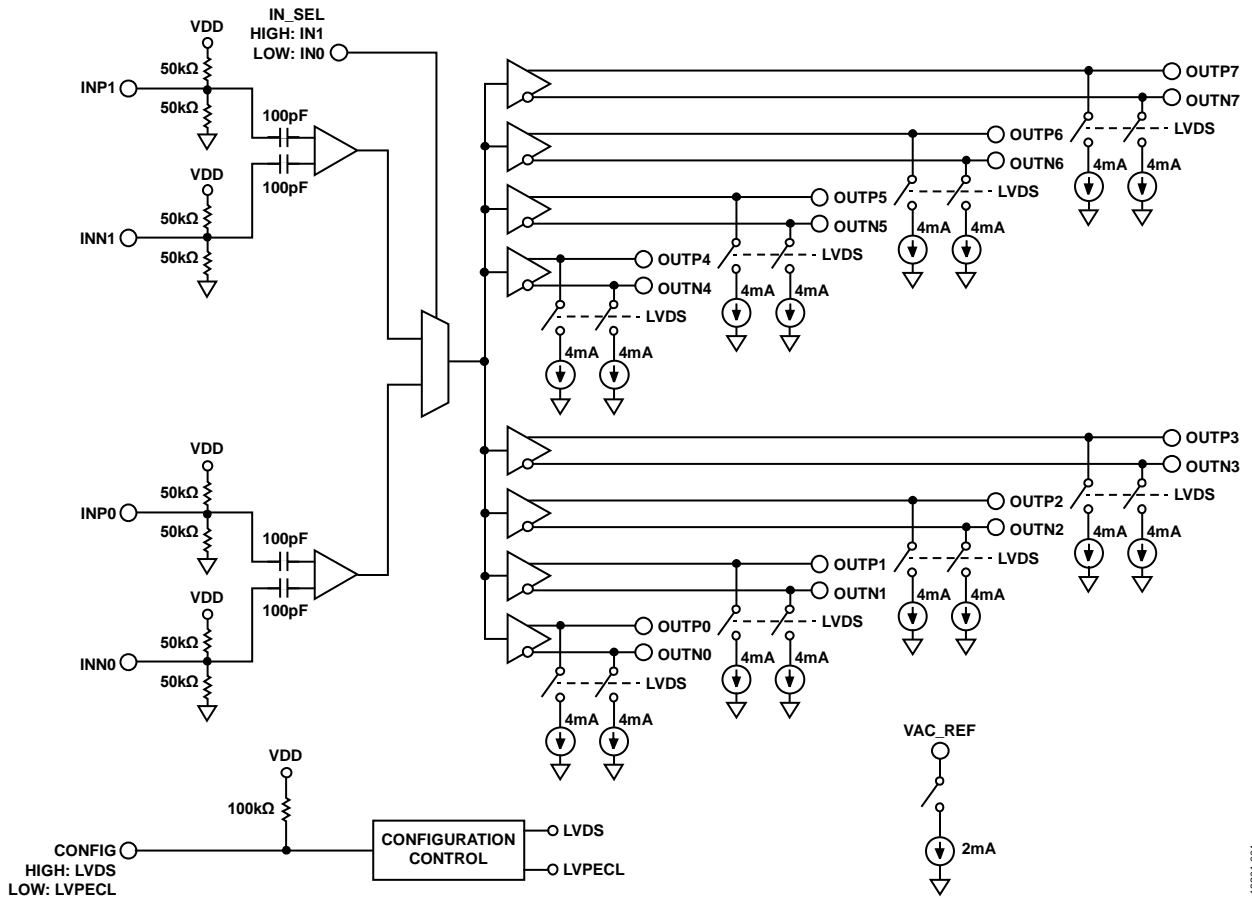 IN_SEL
HIGH: IN1
LOW: IN0
VDD
50kΩ
INP1
50kΩ
100pF
100pF
VDD
50kΩ
INN1
50kΩ
OUTP7
OUTN7
LVDS
4mA
4mA
OUTP6
OUTN6
LVDS
4mA
4mA
OUTP5
OUTN5
LVDS
4mA
4mA
OUTP4
OUTN4
LVDS
4mA
4mA
VDD
50kΩ
INP0
50kΩ
100pF
100pF
VDD
50kΩ
INN0
50kΩ
OUTP3
OUTN3
LVDS
4mA
4mA
OUTP2
OUTN2
LVDS
4mA
4mA
OUTP1
OUTN1
LVDS
4mA
4mA
OUTP0
OUTN0
LVDS
4mA
4mA
VDD
100kΩ
CONFIG
HIGH: LVDS
LOW: LVPECL
CONFIGURATION
CONTROL
LVDS
LVPECL
VAC_REF
2mA